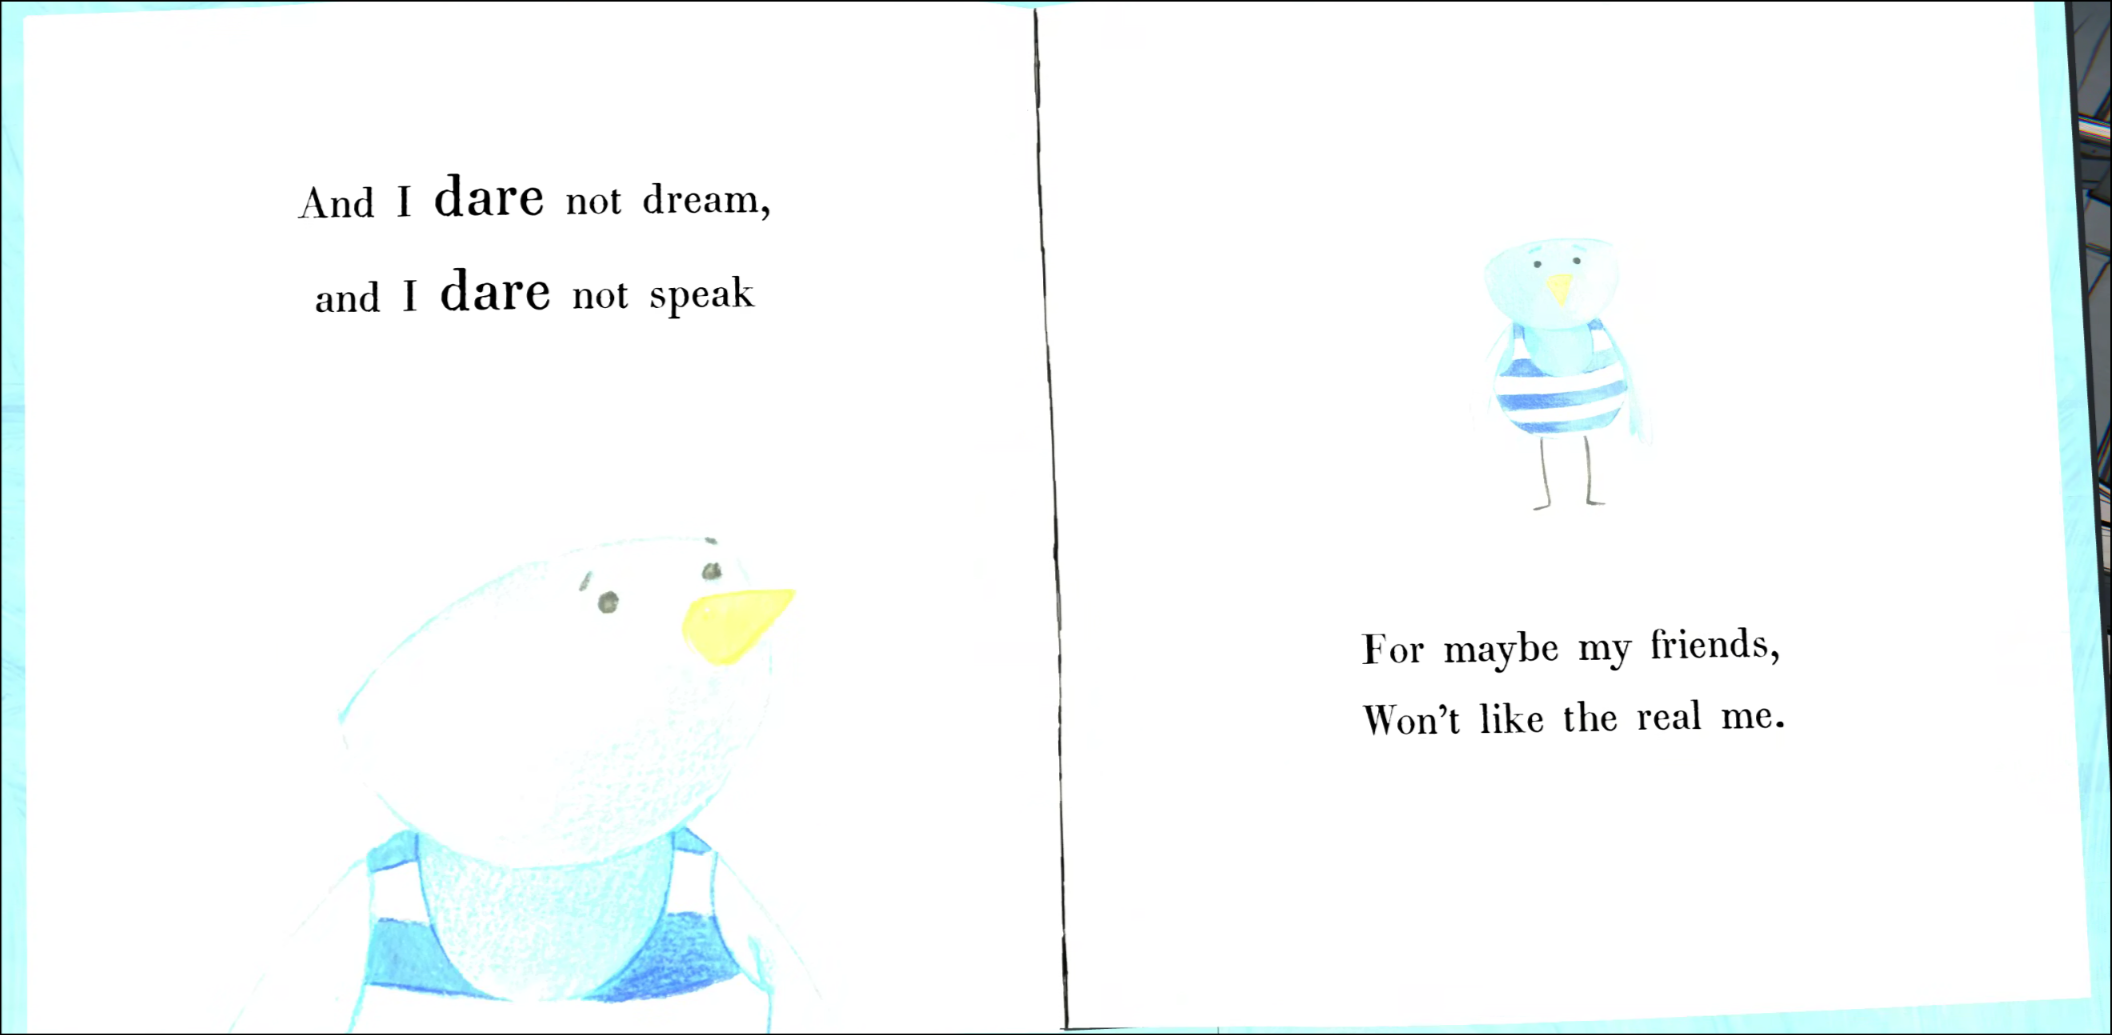 And I dare not dream,
and I dare not speak
For maybe my friends,
Won't like the real me.